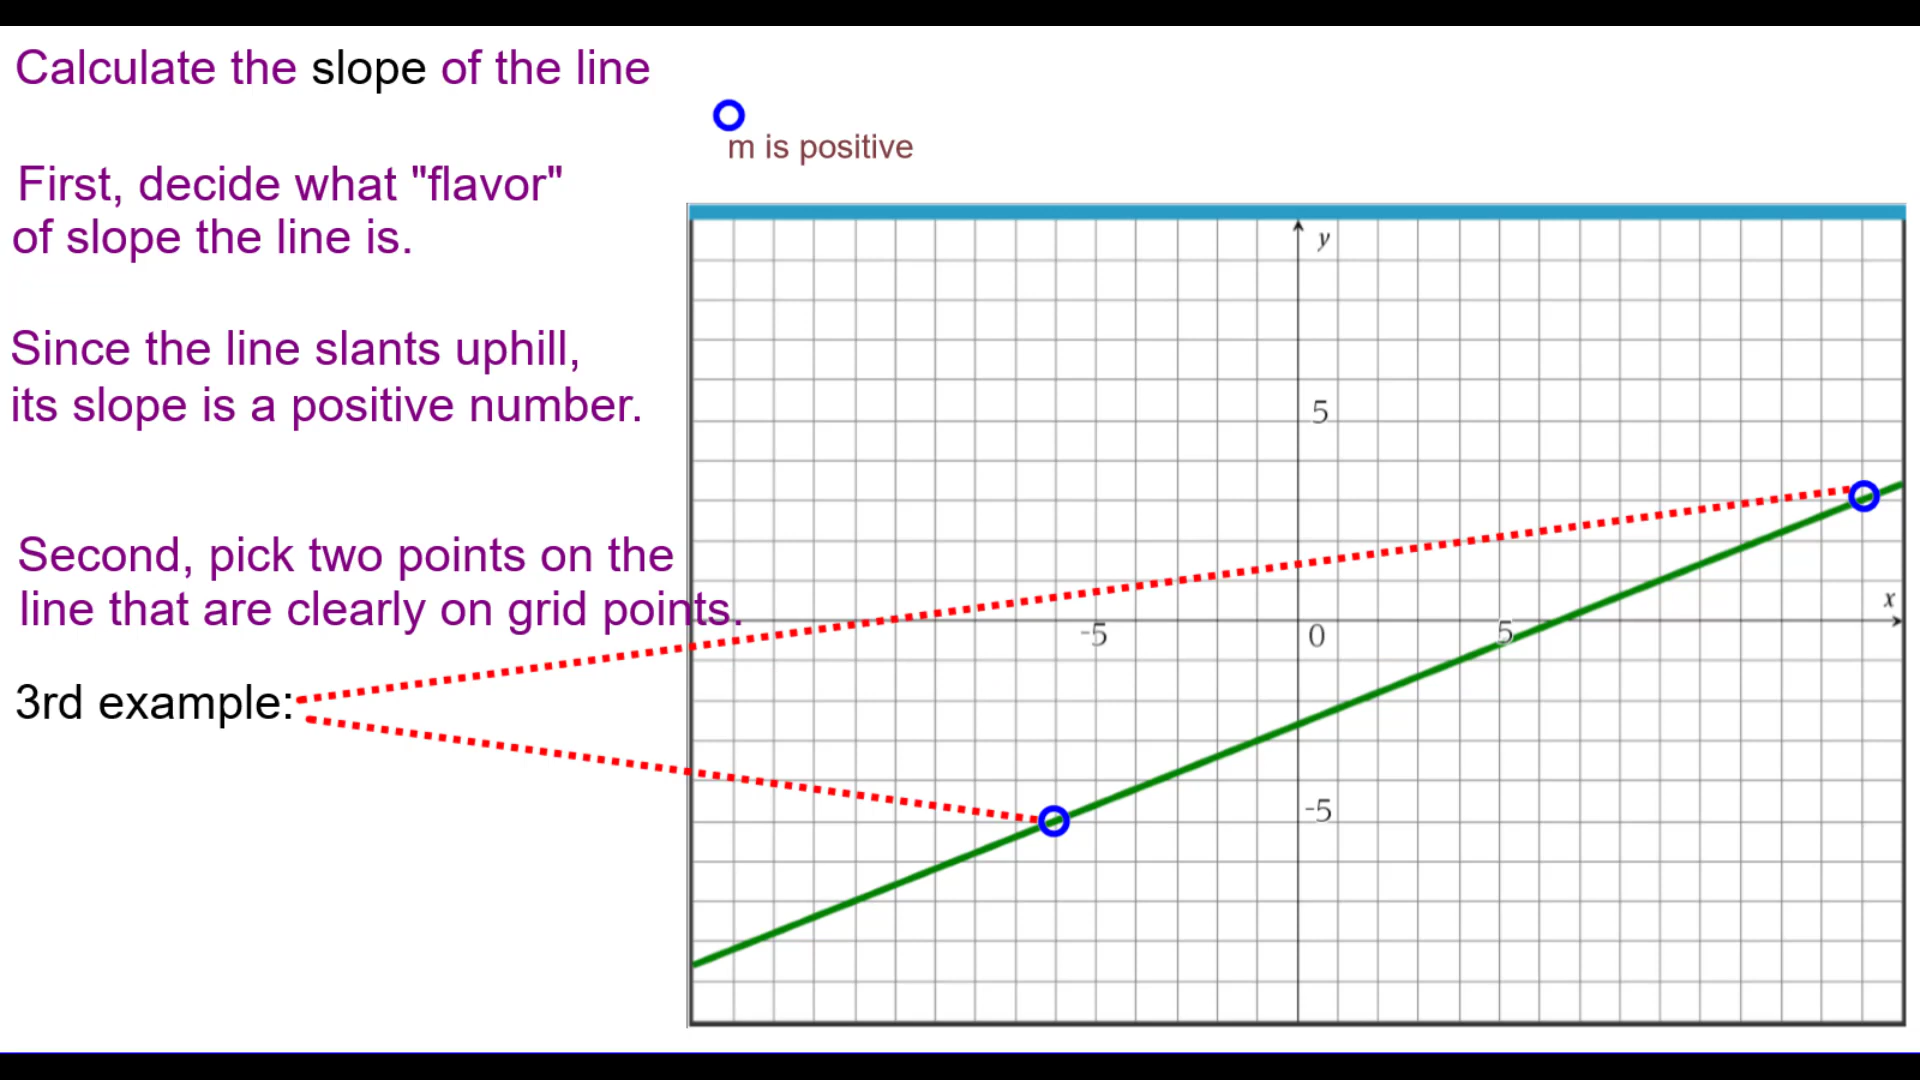 Calculate the slope of the line
m is positive
First, decide what "flavor"
of slope the line is.
Since the line slants uphill,
its slope is a positive number.
Second, pick two points on the
line that are clearly on grid points.
3rd example:
y
5
x
-5
0
5
-5